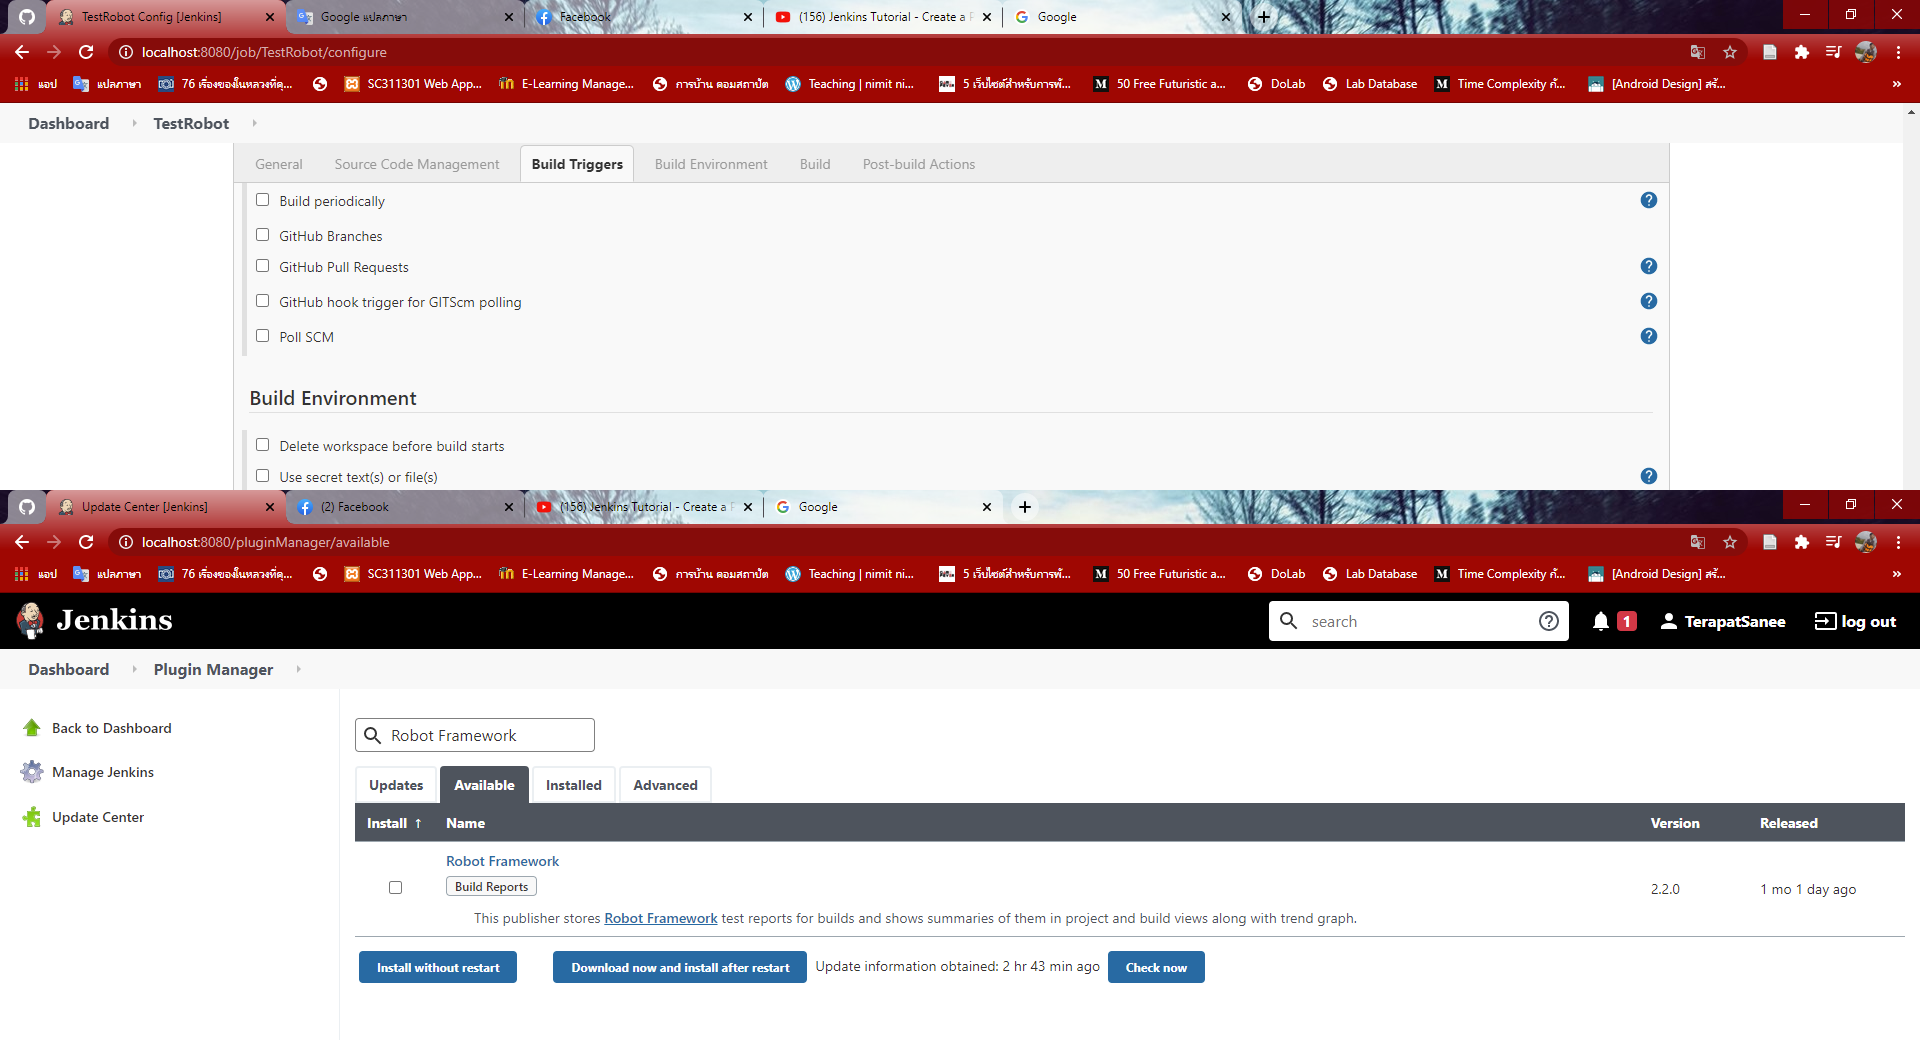 TestRobot Config [Jenkins]
Google แปลภาษา
Facebook
(156) Jenkins Tutorial - Create a P
Google
localhost:8080/job/TestRobot/configure
แอป
แปลภาษา
76 เรื่องของในหลวงที่ดุ...
SC311301 Web App...
E-Learning Manage...
การบ้าน คอมสถาปัต
Teaching | nimit ni...
5 เว็บไซต์สำหรับการพั...
50 Free Futuristic a...
DoLab
Lab Database
Time Complexity ก้...
[Android Design] สร้...
»
Dashboard
TestRobot
General
Source Code Management
Build Triggers
Build Environment
Build
Post-build Actions
Build periodically
GitHub Branches
GitHub Pull Requests
GitHub hook trigger for GITScm polling
Poll SCM
Build Environment
Delete workspace before build starts
Use secret text(s) or file(s)
Update Center [Jenkins]
(2) Facebook
(156) Jenkins Tutorial - Create a P
Google
localhost:8080/pluginManager/available
แอป
แปลภาษา
76 เรื่องของในหลวงที่ดุ...
SC311301 Web App...
E-Learning Manage...
การบ้าน คอมสถาปัต
Teaching | nimit ni...
5 เว็บไซต์สำหรับการพั...
50 Free Futuristic a...
DoLab
Lab Database
Time Complexity ก้...
[Android Design] สร้...
»
Jenkins
search
1
TerapatSanee
log out
Dashboard
Plugin Manager
Back to Dashboard
Manage Jenkins
Update Center
Robot Framework
Updates
Available
Installed
Advanced
Install ↑
Name
Version
Released
Robot Framework
Build Reports
2.2.0
1 mo 1 day ago
This publisher stores Robot Framework test reports for builds and shows summaries of them in project and build views along with trend graph.
Install without restart
Download now and install after restart
Update information obtained: 2 hr 43 min ago
Check now